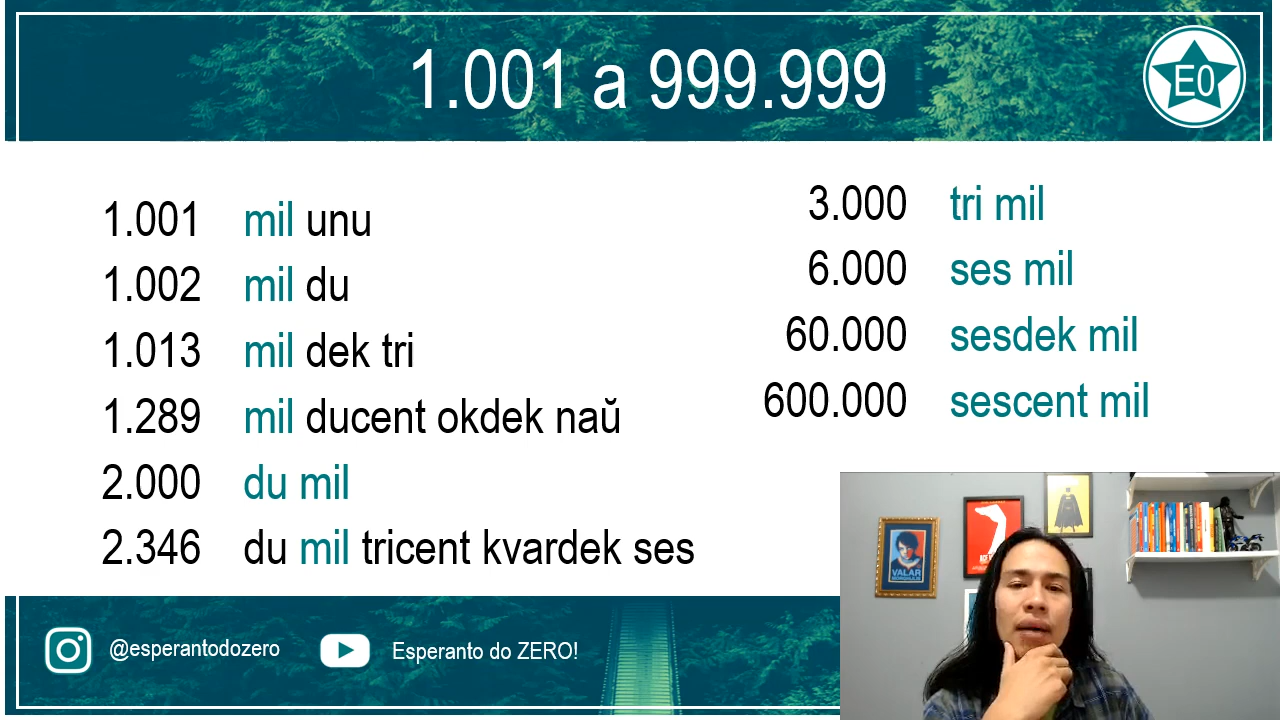 1.001 a 999.999
E0
1.001 mil unu
1.002 mil du
1.013 mil dek tri
1.289 mil ducent okdek naŭ
2.000 du mil
2.346 du mil tricent kvardek ses
3.000 tri mil
6.000 ses mil
60.000 sesdek mil
600.000 sescent mil
VALAR
@esperantodozero
Esperanto do ZERO!